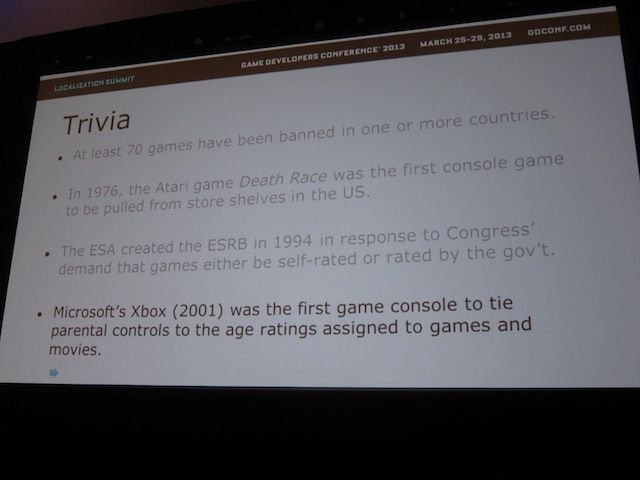 LOCALIZATION SUMMIT
GAME DEVELOPERS CONFERENCE® 2013 MARCH 25-29, 2013 GDCONF.COM
Trivia
• At least 70 games have been banned in one or more countries.
• In 1976, the Atari game Death Race was the first console game
to be pulled from store shelves in the US.
• The ESA created the ESRB in 1994 in response to Congress’
demand that games either be self-rated or rated by the gov’t.
• Microsoft’s Xbox (2001) was the first game console to tie
parental controls to the age ratings assigned to games and
movies.